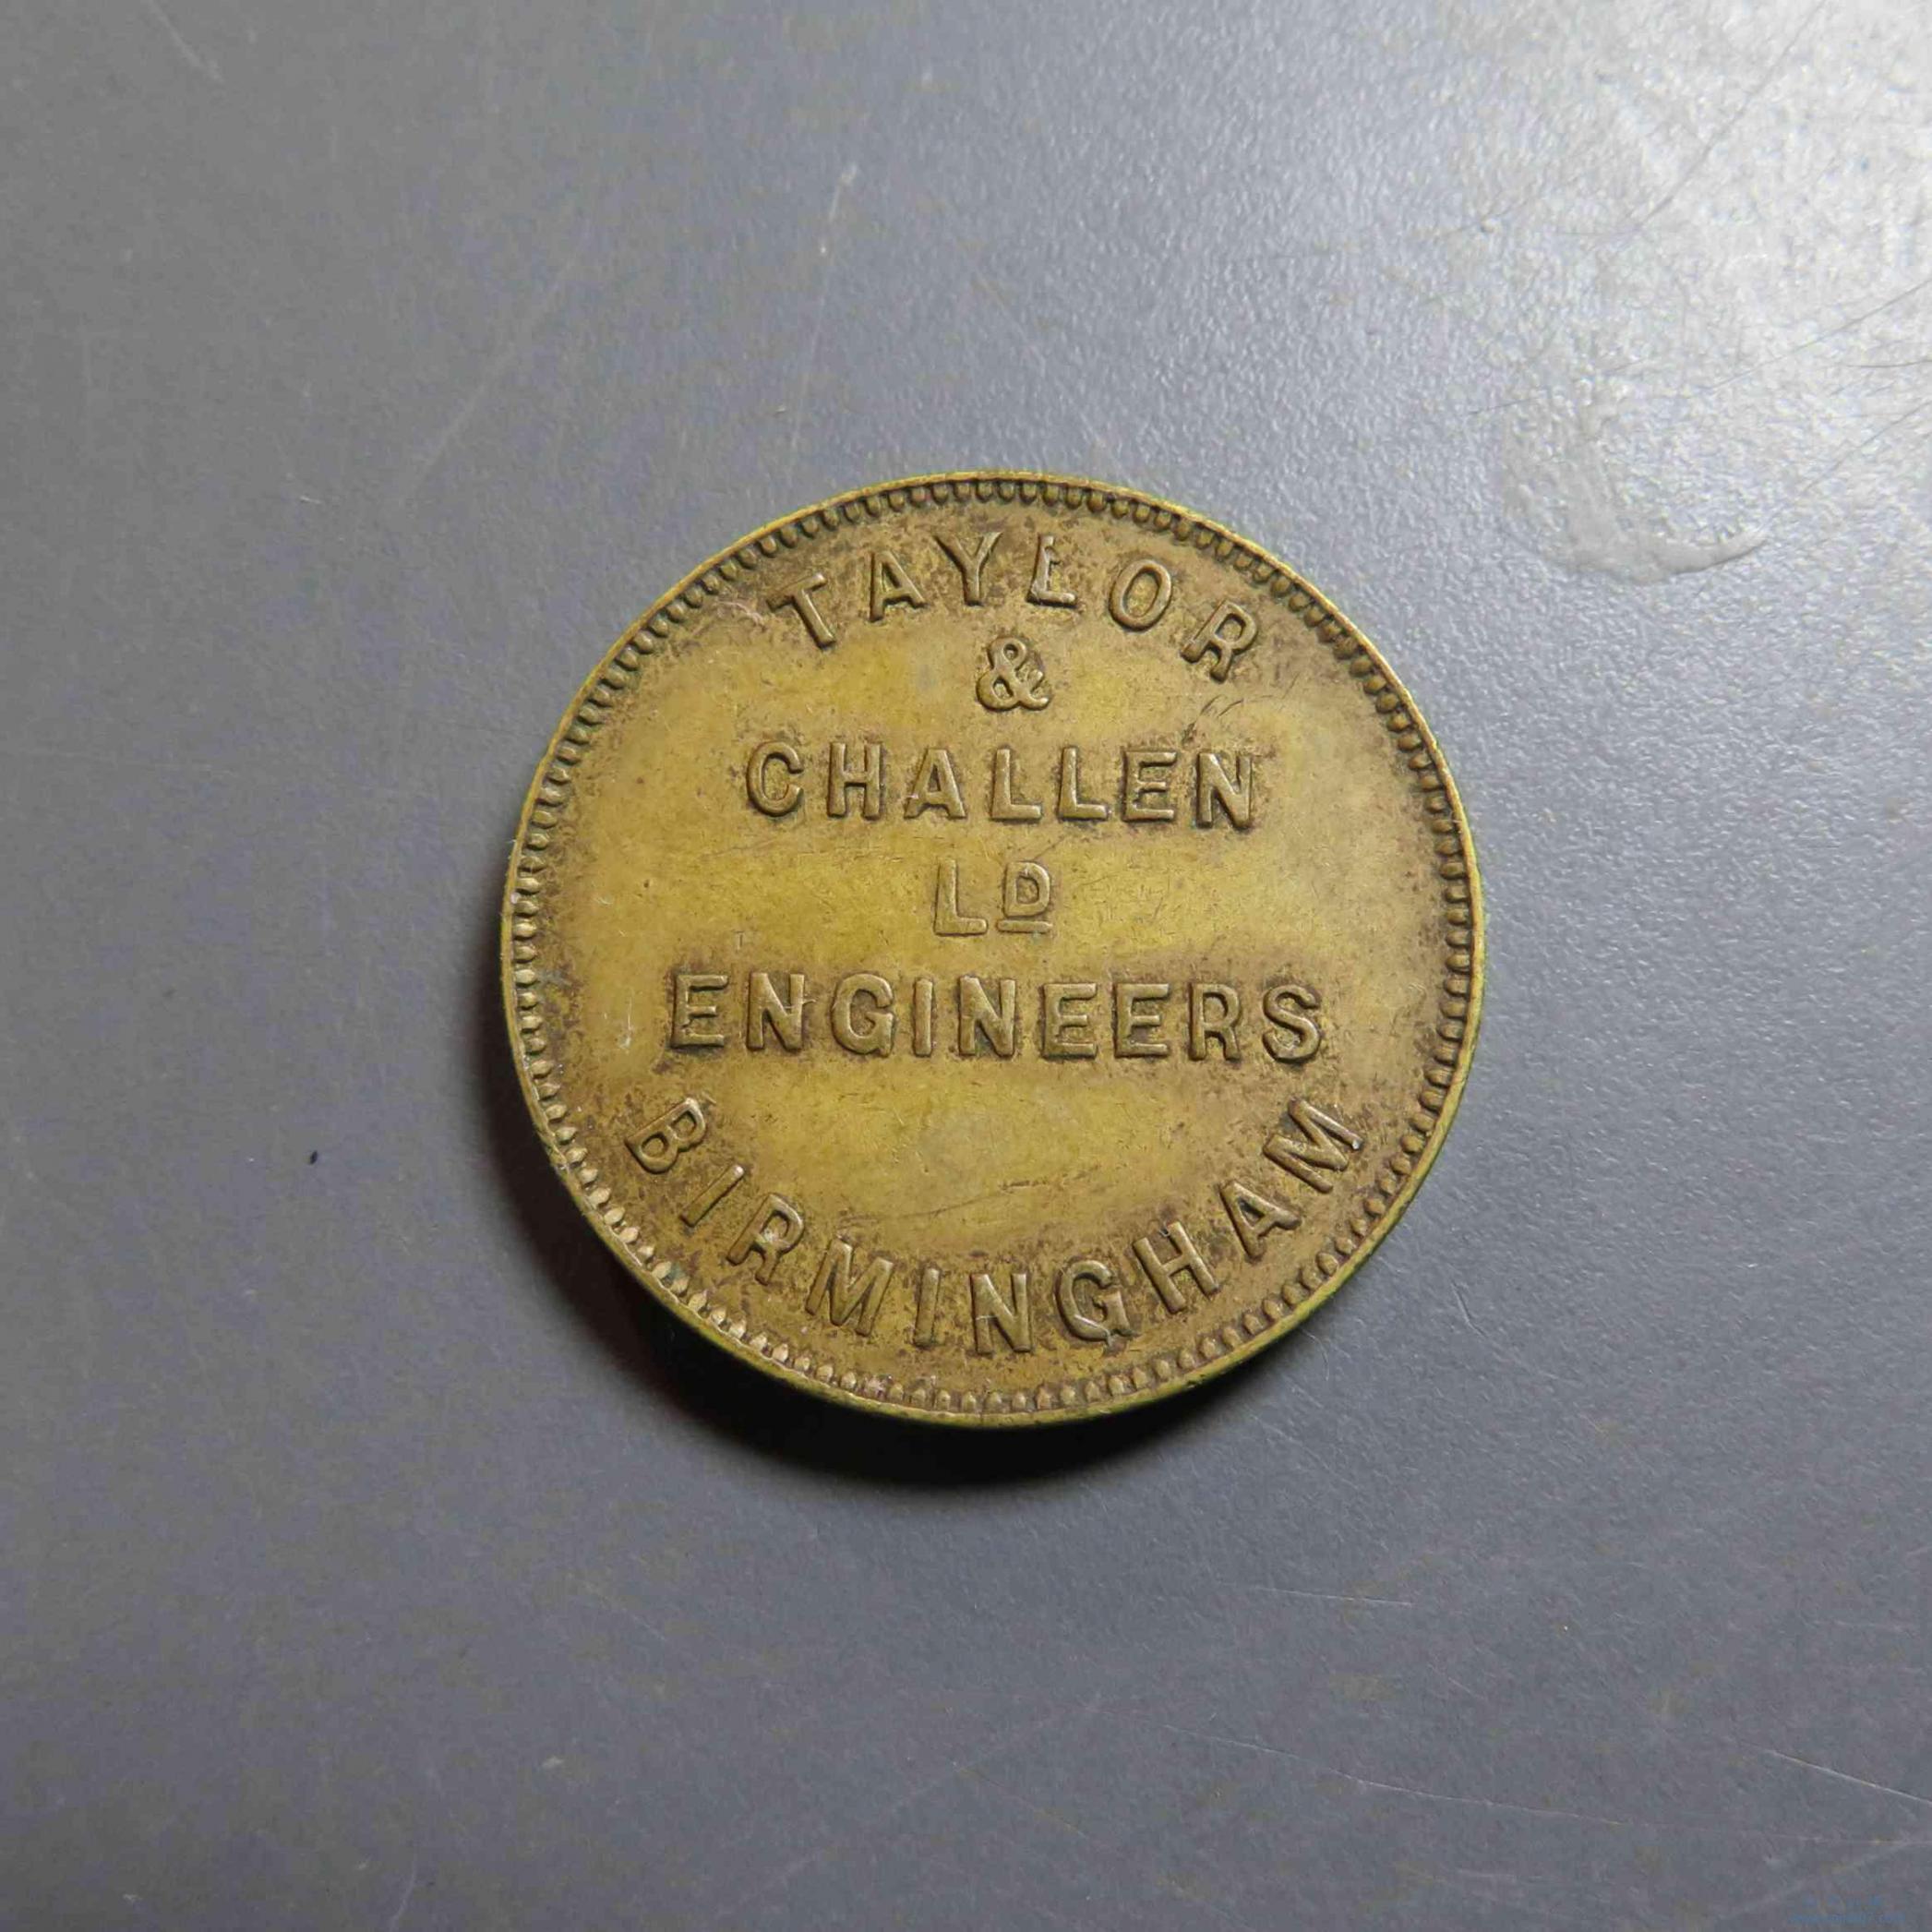 TAYLOR
&
CHALLEN
LD
ENGINEERS
BIRMINGHAM